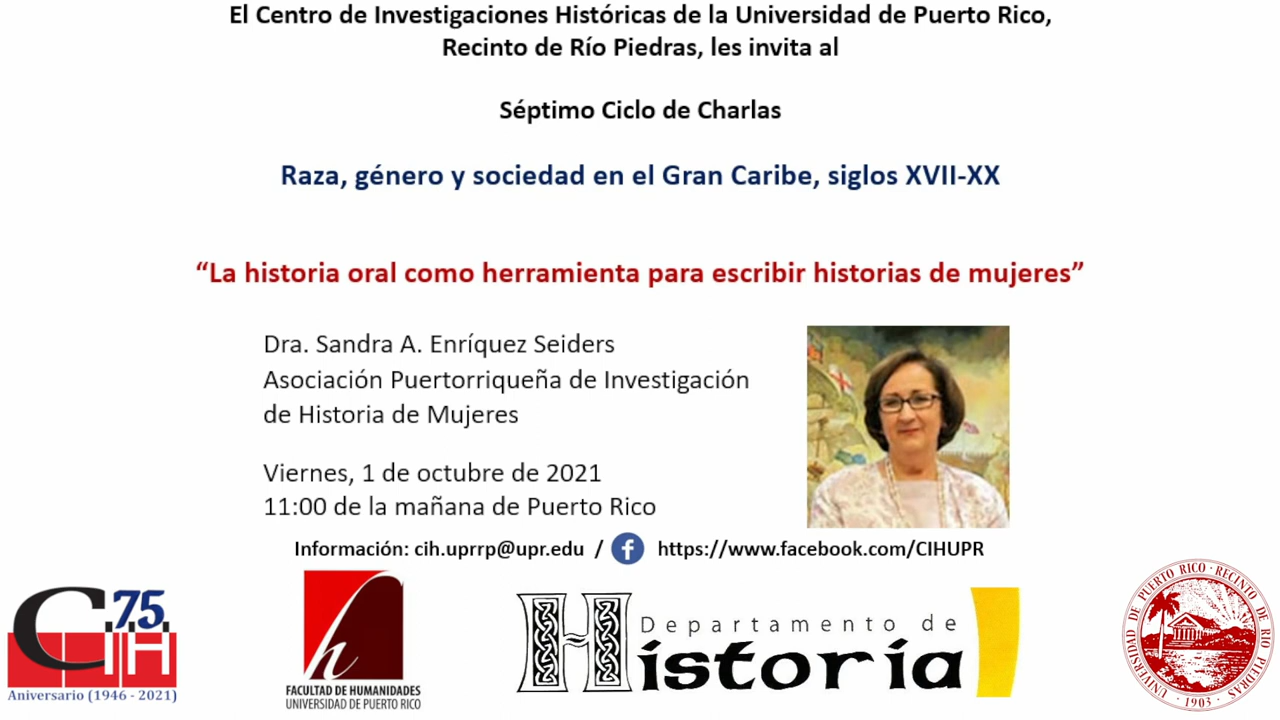 El Centro de Investigaciones Históricas de la Universidad de Puerto Rico,
Recinto de Río Piedras, les invita al
Séptimo Ciclo de Charlas
Raza, género y sociedad en el Gran Caribe, siglos XVII-XX
“La historia oral como herramienta para escribir historias de mujeres”
Dra. Sandra A. Enríquez Seiders
Asociación Puertorriqueña de Investigación
de Historia de Mujeres
Viernes, 1 de octubre de 2021
11:00 de la mañana de Puerto Rico
Información: cih.uprrp@upr.edu / f https://www.facebook.com/CIHUPR
CIH 75
Aniversario (1946 - 2021)
h
FACULTAD DE HUMANIDADES
UNIVERSIDAD DE PUERTO RICO
Departamento de
Historia
UNIVERSIDAD DE PUERTO RICO · RECINTO DE RÍO PIEDRAS
· 1903 ·